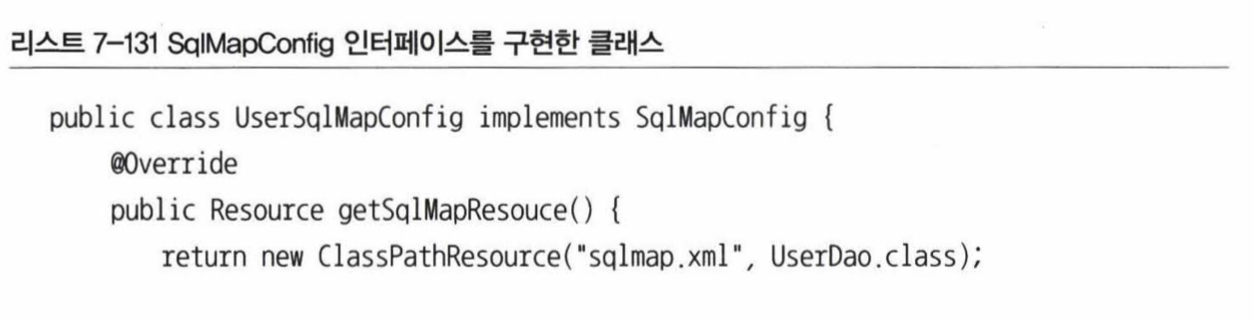 리스트 7-131 SqlMapConfig 인터페이스를 구현한 클래스
public class UserSqlMapConfig implements SqlMapConfig {
@Override
public Resource getSqlMapResouce() {
return new ClassPathResource("sqlmap.xml", UserDao.class);